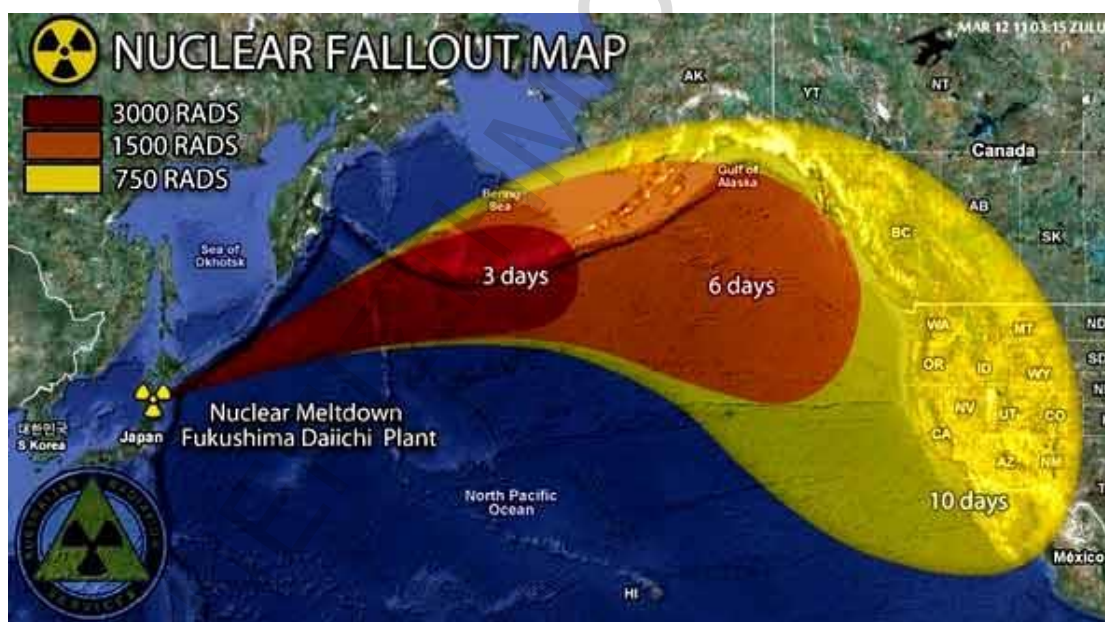 MAR 12 11:03:15 ZULU
NUCLEAR FALLOUT MAP
3000 RADS
1500 RADS
750 RADS
AK
YT
NT
Canada
Gulf of
Alaska
Bering
Sea
AB
BC
SK
Sea of
Okhotsk
3 days
6 days
WA
MT
ND
OR
ID
WY
SD
NV
UT
CO
CA
AZ
NM
Nuclear Meltdown
Fukushima Daiichi Plant
대한민국
S Korea
Japan
10 days
North Pacific
Ocean
México
HI
AUSTRALIAN RADIATION
SERVICES